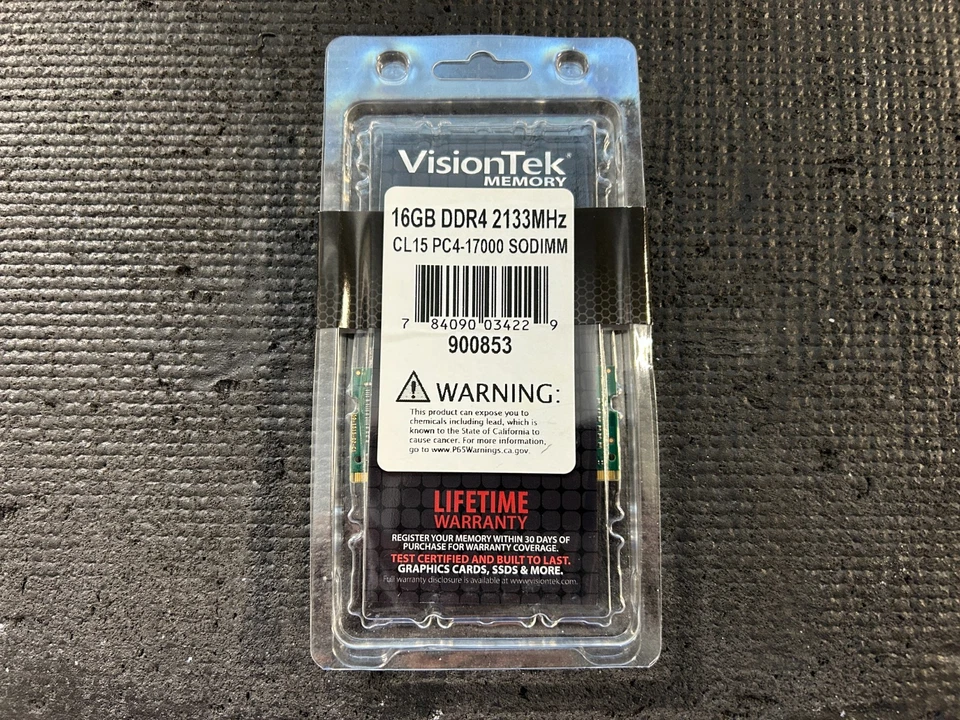 VisionTek®
MEMORY
16GB DDR4 2133MHz
CL15 PC4-17000 SODIMM
7 84090 03422 9
900853
WARNING:
This product can expose you to
chemicals including lead, which is
known to the State of California to
cause cancer. For more information,
go to www.P65Warnings.ca.gov.
LIFETIME
WARRANTY
REGISTER YOUR MEMORY WITHIN 30 DAYS OF
PURCHASE FOR WARRANTY COVERAGE.
TEST CERTIFIED AND BUILT TO LAST.
GRAPHICS CARDS, SSDS & MORE.
Full warranty disclosure is available at www.visiontek.com.